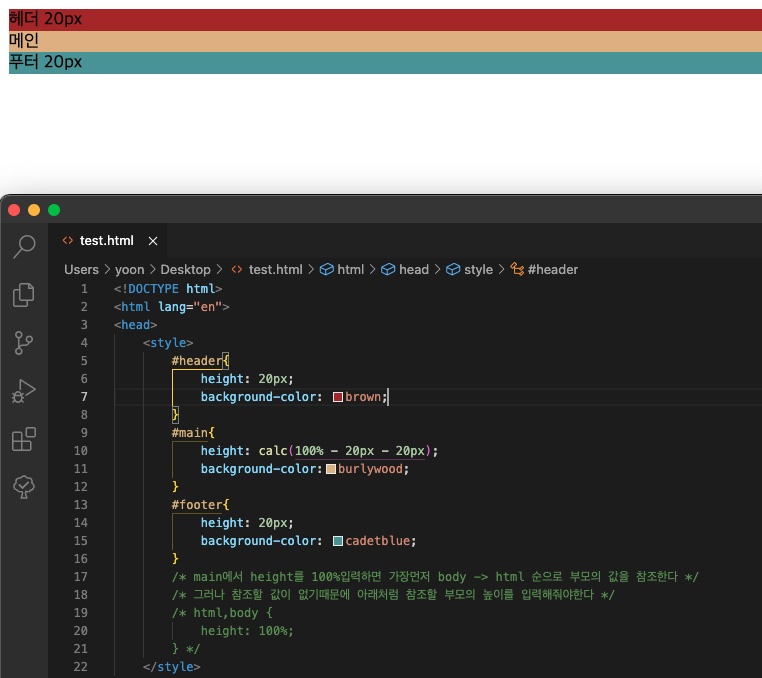 헤더 20px
메인
푸터 20px
test.html
Users > yoon > Desktop > test.html > html > head > style > #header
1 <!DOCTYPE html>
2 <html lang="en">
3 <head>
4 <style>
5 #header{
6 height: 20px;
7 background-color: brown;
8 }
9 #main{
10 height: calc(100% - 20px - 20px);
11 background-color: burlywood;
12 }
13 #footer{
14 height: 20px;
15 background-color: cadetblue;
16 }
17 /* main에서 height를 100%입력하면 가장먼저 body -> html 순으로 부모의 값을 참조한다 */
18 /* 그러나 참조할 값이 없기때문에 아래처럼 참조할 부모의 높이를 입력해줘야한다 */
19 /* html,body {
20 height: 100%;
21 } */
22 </style>